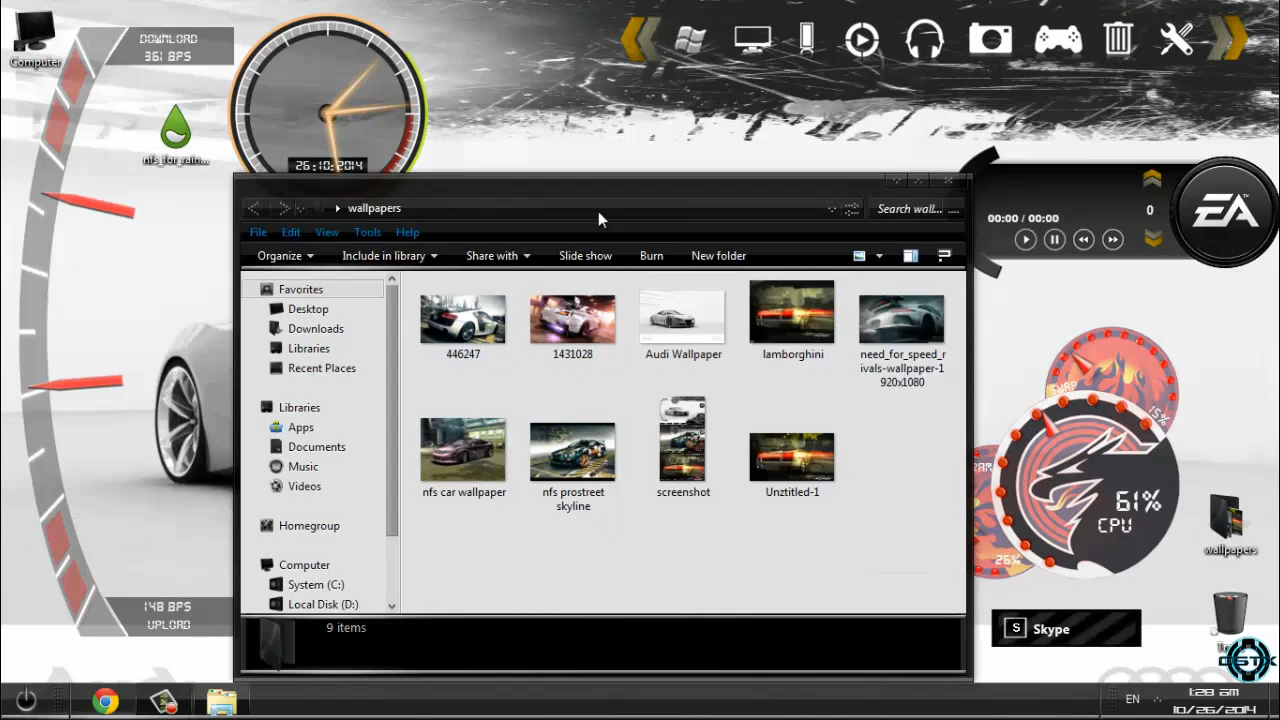 Computer
DOWNLOAD
361 BPS
nfs_for_rain...
26:10:2014
wallpapers
Search wall...
File Edit View Tools Help
Organize Include in library Share with Slide show Burn New folder
Favorites
Desktop
Downloads
Libraries
Recent Places
Libraries
Apps
Documents
Music
Videos
Homegroup
Computer
System (C:)
Local Disk (D:)
446247
1431028
Audi Wallpaper
lamborghini
need_for_speed_r
ivals-wallpaper-1
920x1080
nfs car wallpaper
nfs prostreet
skyline
screenshot
Unztitled-1
9 items
148 BPS
UPLOAD
00:00 / 00:00
0
EA
SWAP
15%
RAM
26%
61%
CPU
wallpapers
S Skype
EN
1:28 am
10/26/2014